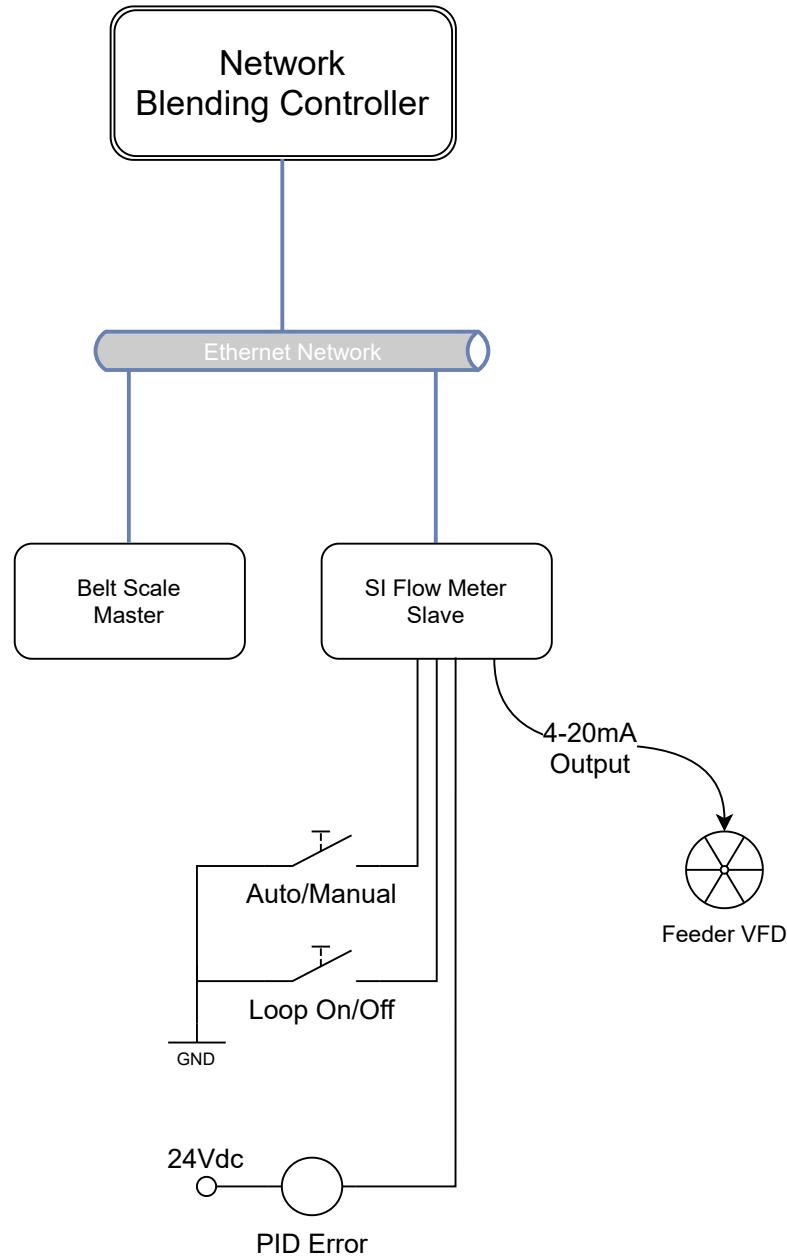 Network
Blending Controller
Ethernet Network
Belt Scale
Master
SI Flow Meter
Slave
4-20mA
Output
Auto/Manual
Feeder VFD
Loop On/Off
GND
24Vdc
PID Error